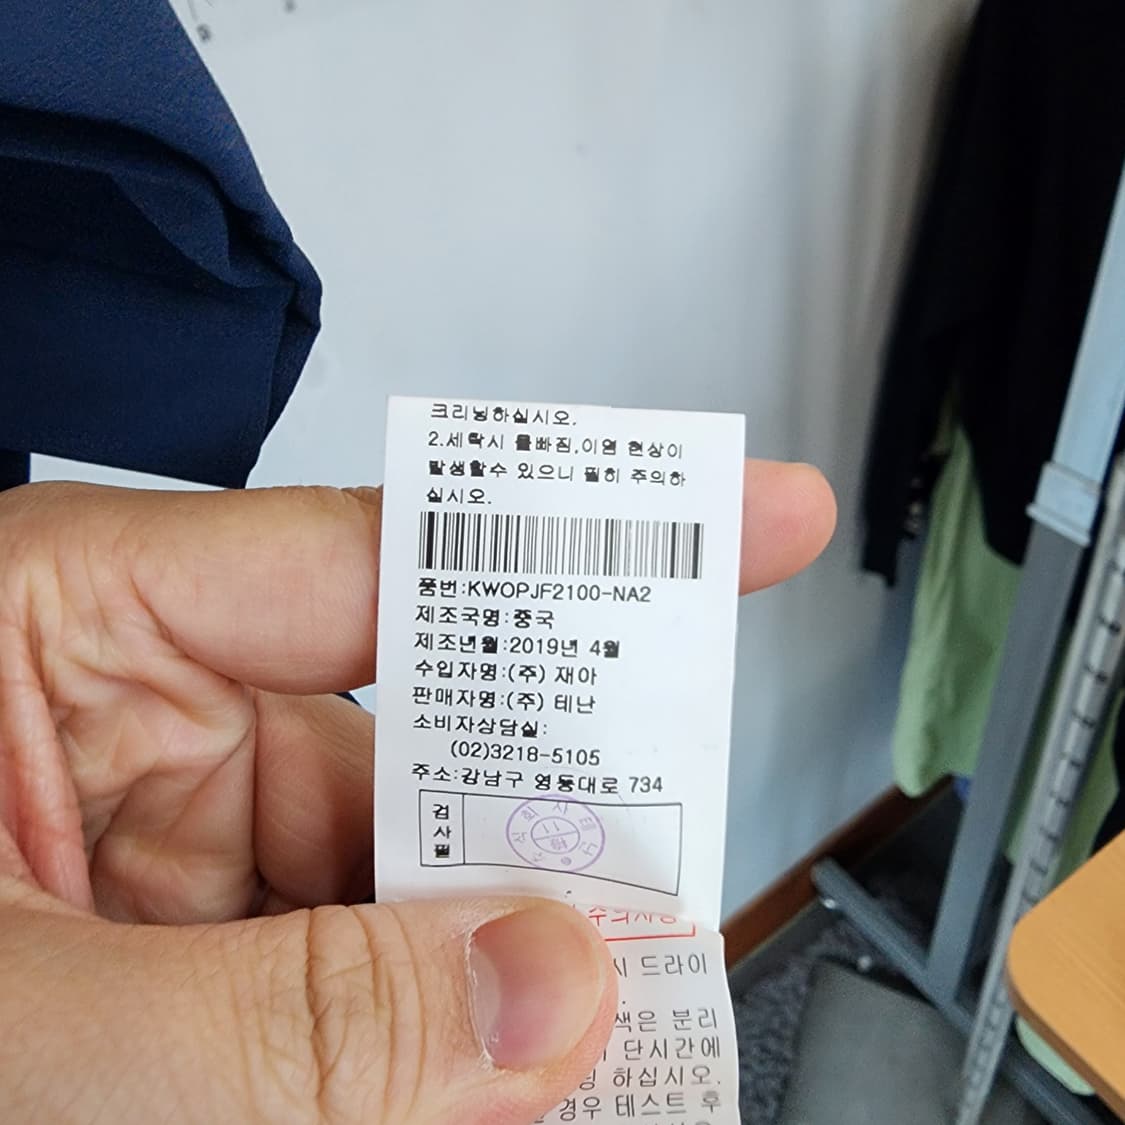 크리닝하십시오.
2.세탁시 물빠짐,이염 현상이
발생할수 있으니 필히 주의하
십시오.
품번:KWOPJF2100-NA2
제조국명:중국
제조년월:2019년 4월
수입자명:(주) 재아
판매자명:(주) 테난
소비자상담실:
(02)3218-5105
주소:강남구 영동대로 734
검사필
11
주의사항
드라이
색은 분리
단시간에
하십시오.
경우 테스트 후